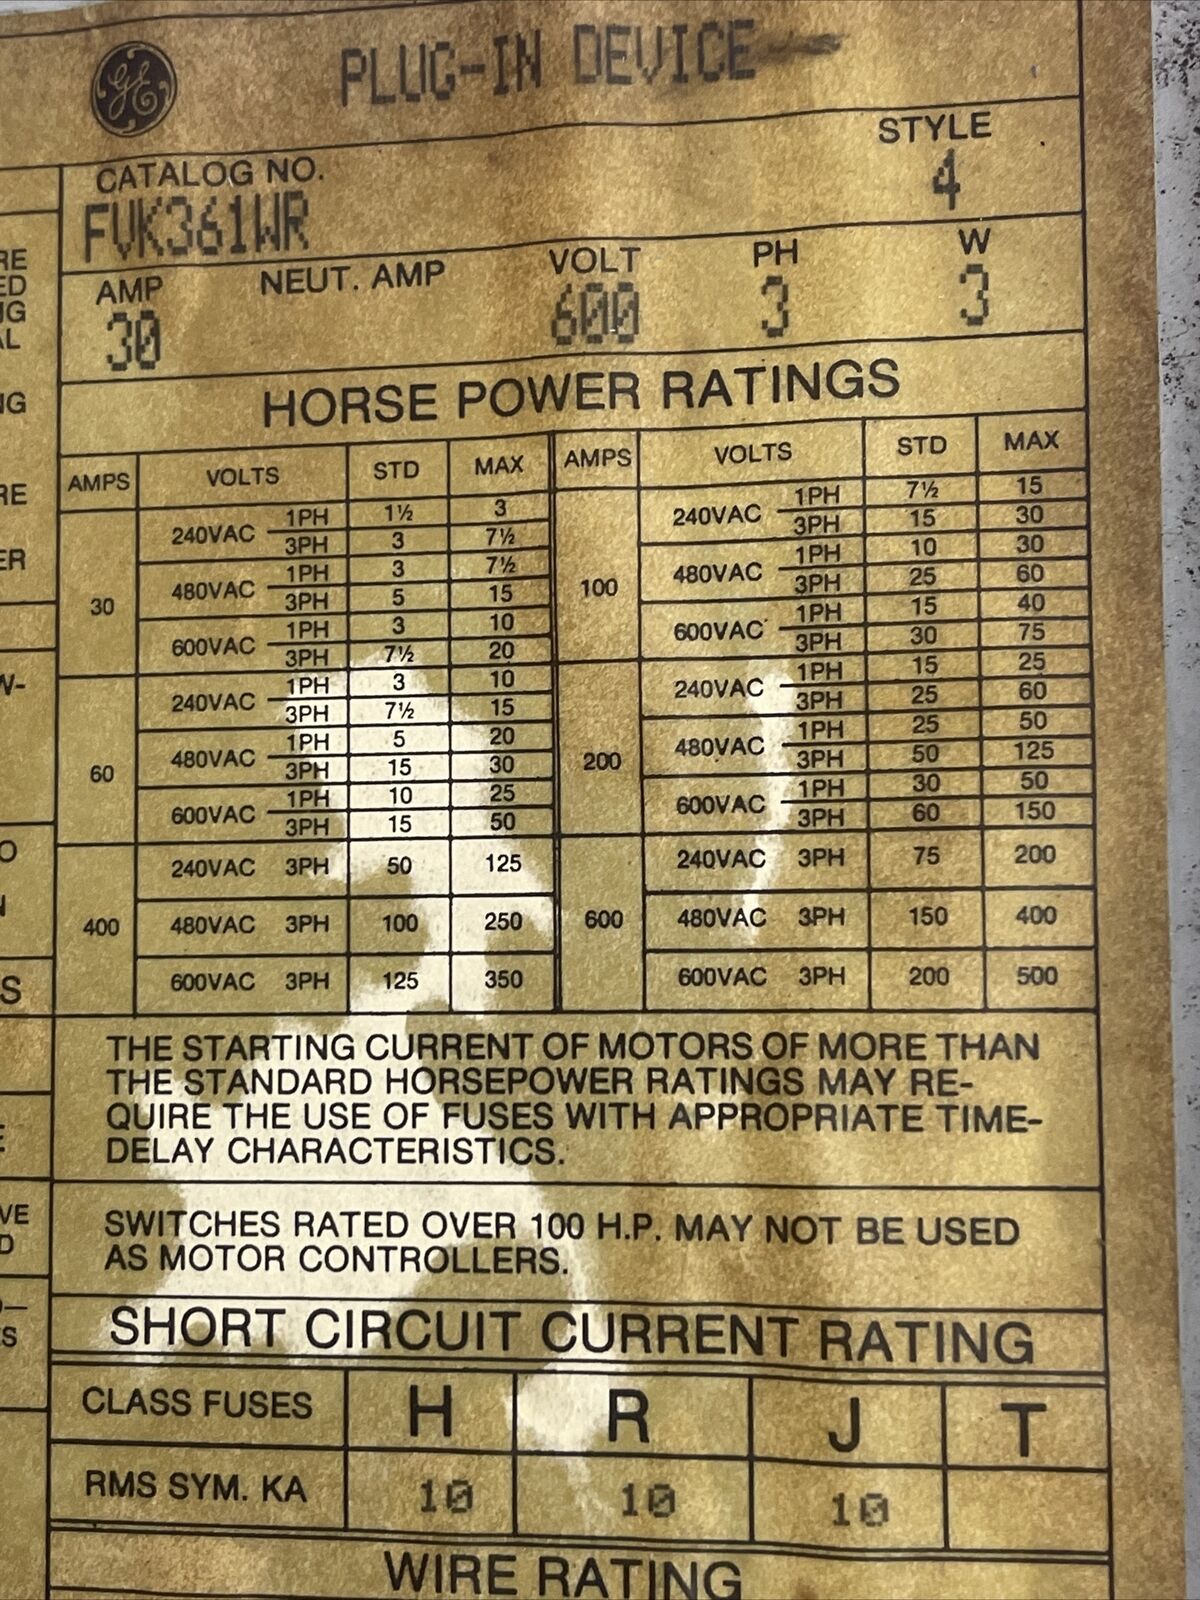 GE
PLUG-IN DEVICE
CATALOG NO. STYLE
FVK361WR 4
AMP NEUT. AMP VOLT PH W
30 600 3 3
HORSE POWER RATINGS
AMPS VOLTS STD MAX
30 240VAC 1PH 1½ 3
3PH 3 7½
480VAC 1PH 3 7½
3PH 5 15
600VAC 1PH 3 10
3PH 7½ 20
60 240VAC 1PH 3 10
3PH 7½ 15
480VAC 1PH 5 20
3PH 15 30
600VAC 1PH 10 25
3PH 15 50
400 240VAC 3PH 50 125
480VAC 3PH 100 250
600VAC 3PH 125 350
AMPS VOLTS STD MAX
100 240VAC 1PH 7½ 15
3PH 15 30
480VAC 1PH 10 30
3PH 25 60
600VAC 1PH 15 40
3PH 30 75
200 240VAC 1PH 15 25
3PH 25 60
480VAC 1PH 25 50
3PH 50 125
600VAC 1PH 30 50
3PH 60 150
600 240VAC 3PH 75 200
480VAC 3PH 150 400
600VAC 3PH 200 500
THE STARTING CURRENT OF MOTORS OF MORE THAN
THE STANDARD HORSEPOWER RATINGS MAY RE-
QUIRE THE USE OF FUSES WITH APPROPRIATE TIME-
DELAY CHARACTERISTICS.
SWITCHES RATED OVER 100 H.P. MAY NOT BE USED
AS MOTOR CONTROLLERS.
SHORT CIRCUIT CURRENT RATING
CLASS FUSES H R J T
RMS SYM. KA 10 10 10
WIRE RATING